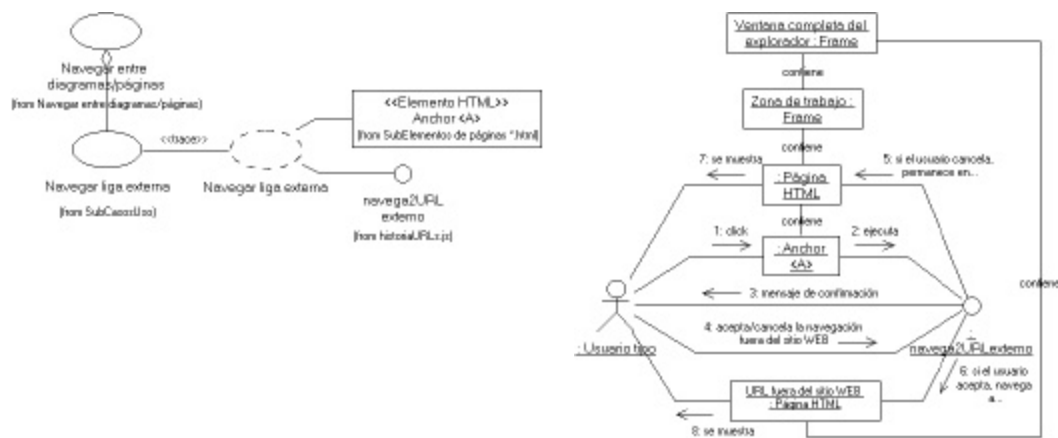 Navegar entre
diagramas/páginas
(from Navegar entre diagramas/páginas)
<<trace>>
Navegar liga externa
(from SubCasosUso)
Navegar liga externa
<<Elemento HTML>>
Anchor <A>
(from SubElementos de páginas *.html)
navega2URL
externo
(from historiaURLs.js)
Ventana completa del
explorador : Frame
contiene
Zona de trabajo :
Frame
contiene
7: se muestra
5: si el usuario cancela,
permanece en...
: Página
HTML
contiene
1: click
2: ejecuta
: Anchor
<A>
contiene
3: mensaje de confirmación
4: acepta/cancela la navegación
fuera del sitio WEB
: Usuario tipo
:
navega2URLexterno
6: si el usuario
acepta, navega
a...
URL fuera del sitio WEB
: Página HTML
8: se muestra